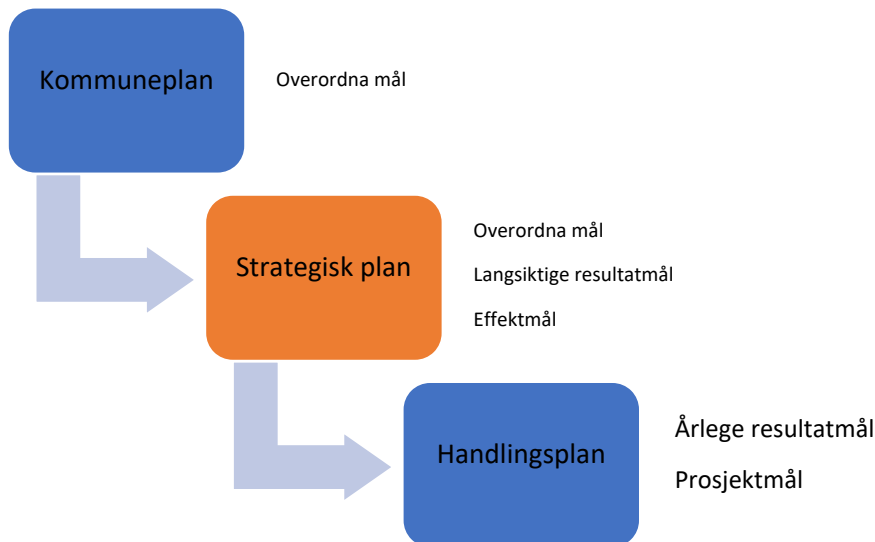 Kommuneplan
Overordna mål
Strategisk plan
Overordna mål
Langsiktige resultatmål
Effektmål
Handlingsplan
Årlege resultatmål
Prosjektmål